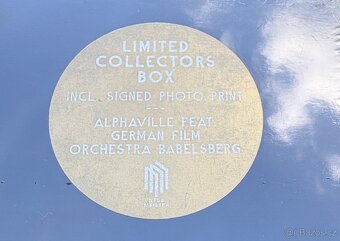 LIMITED
COLLECTORS
BOX
INCL. SIGNED PHOTO PRINT
---
ALPHAVILLE FEAT.
GERMAN FILM
ORCHESTRA BABELSBERG